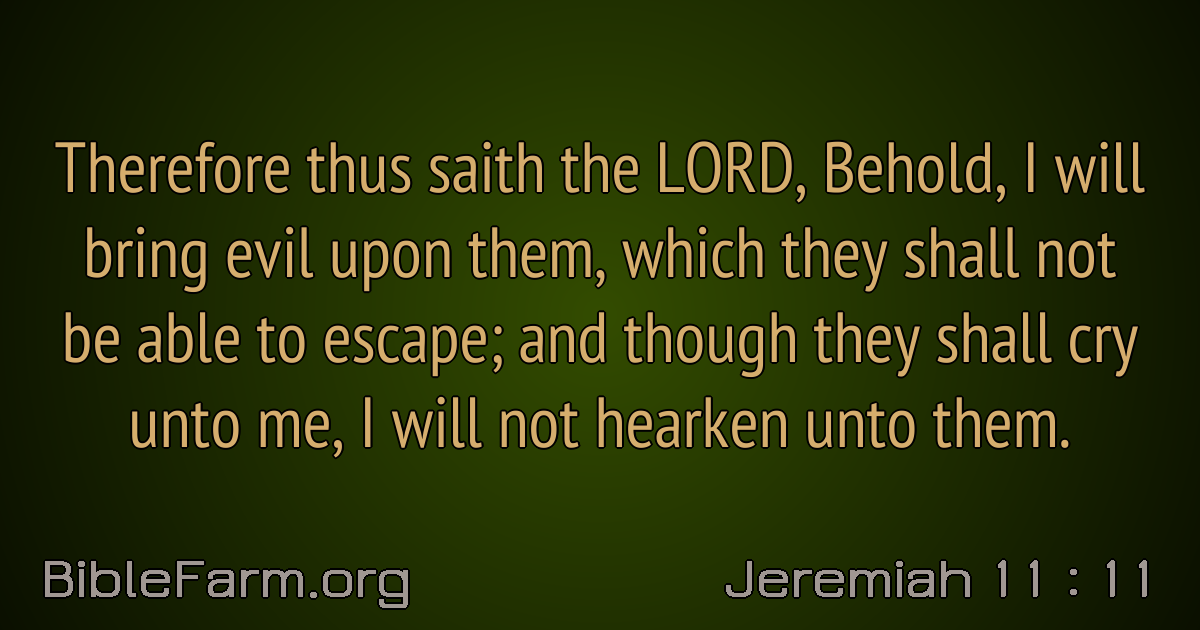 Therefore thus saith the LORD, Behold, I will
bring evil upon them, which they shall not
be able to escape; and though they shall cry
unto me, I will not hearken unto them.
BibleFarm.org
Jeremiah 11 : 11